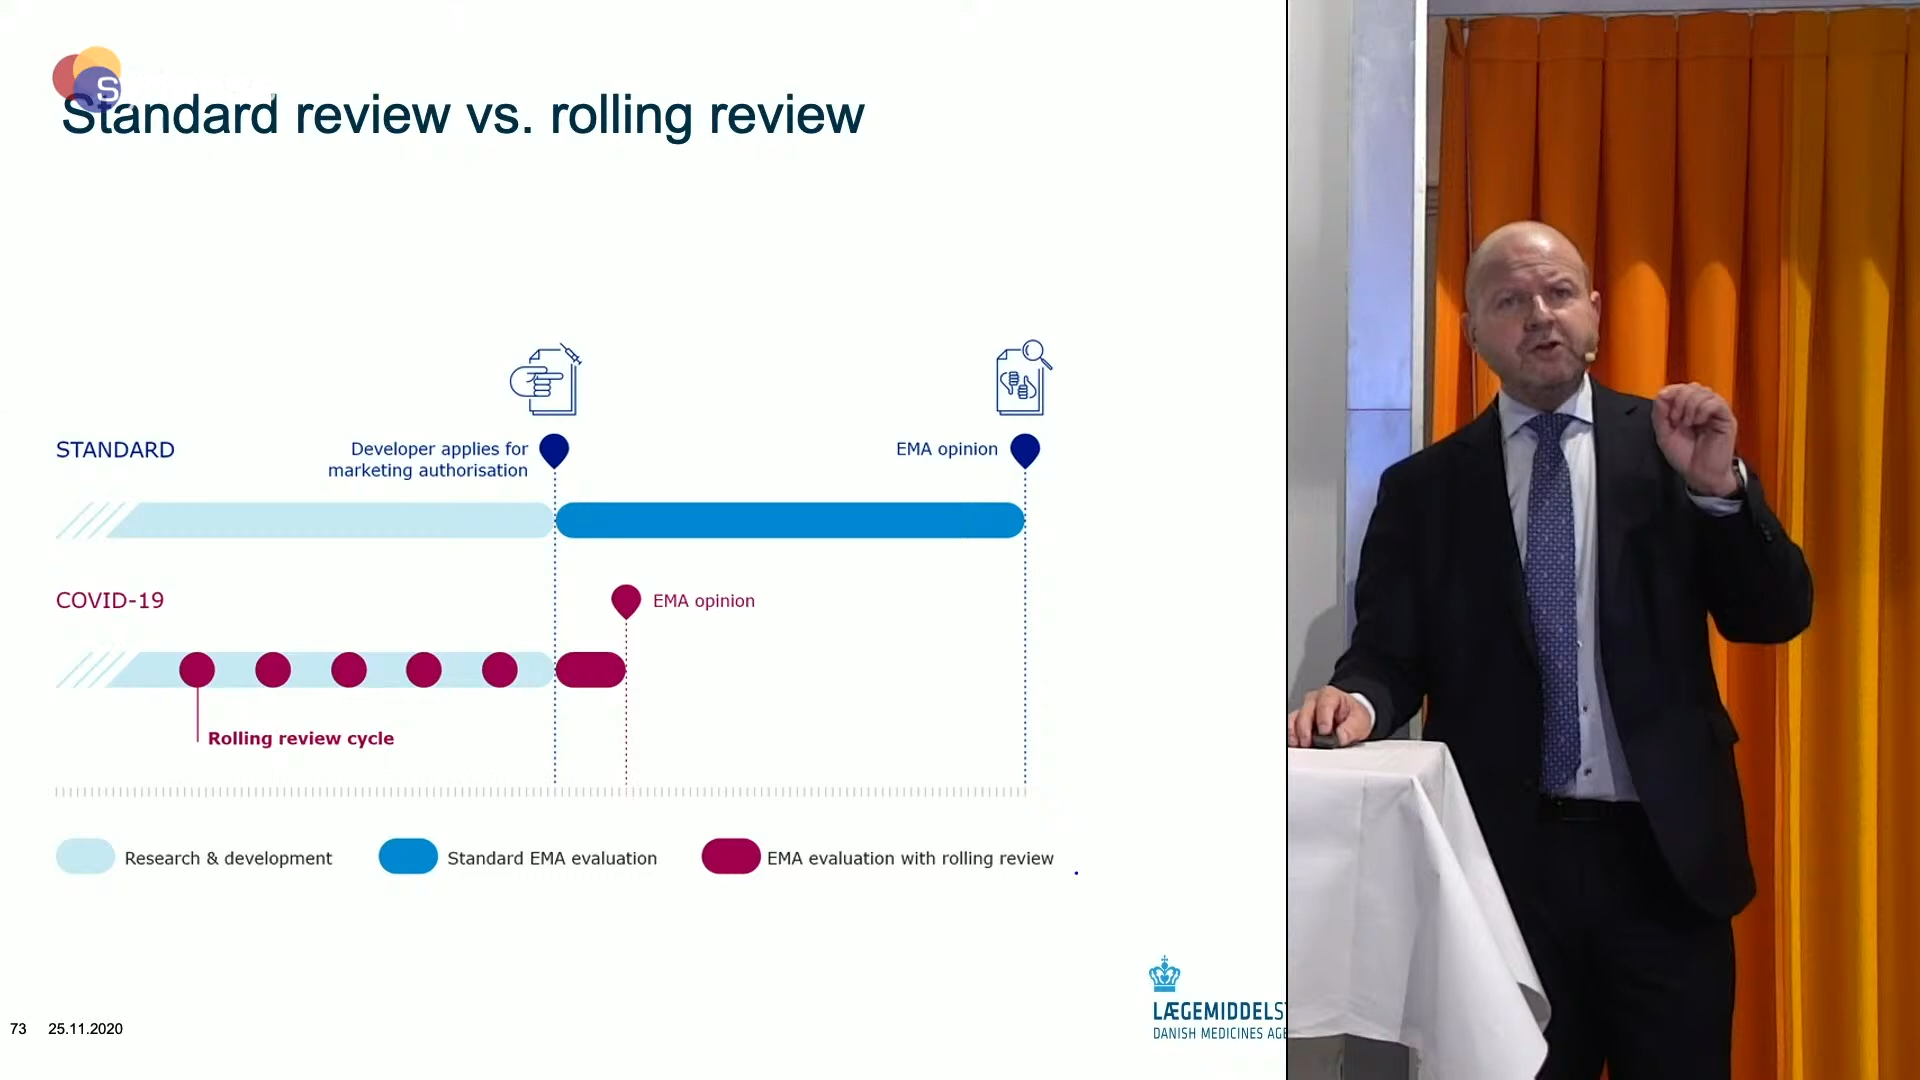 S
Standard review vs. rolling review
STANDARD
Developer applies for
marketing authorisation
EMA opinion
COVID-19
EMA opinion
Rolling review cycle
Research & development
Standard EMA evaluation
EMA evaluation with rolling review
LÆGEMIDDELS
DANISH MEDICINES AGE
73 25.11.2020